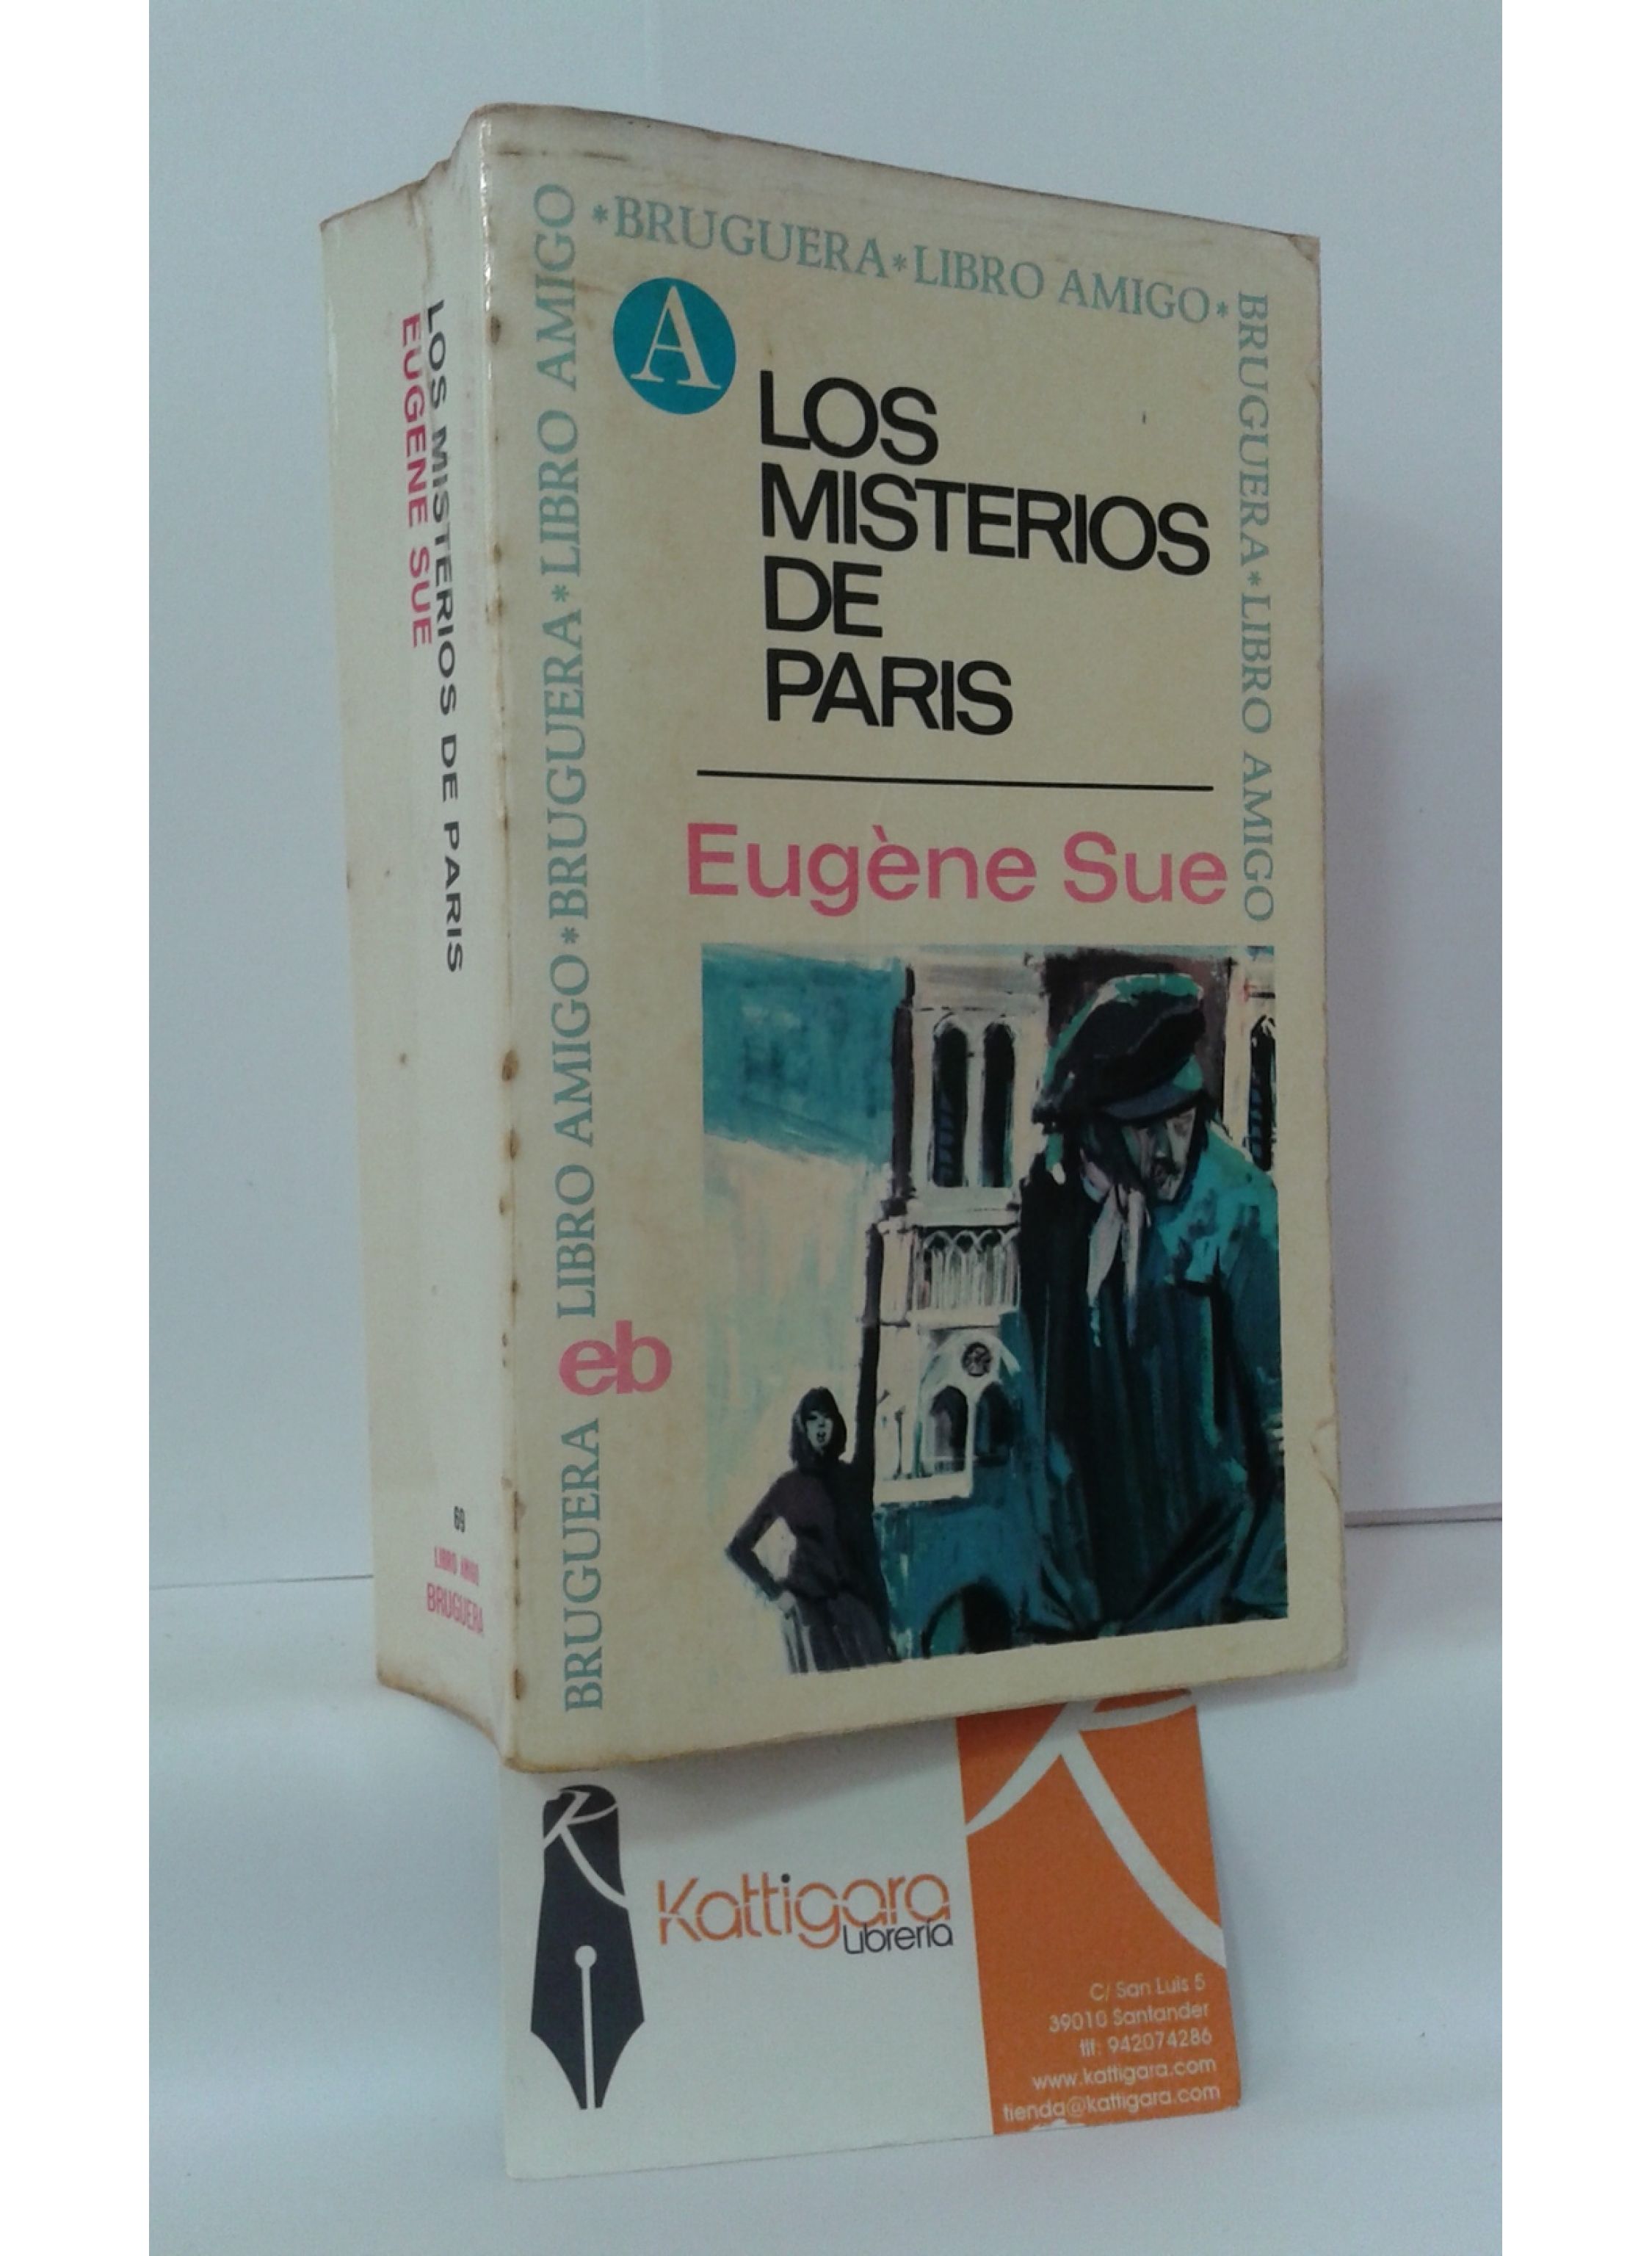 LOS MISTERIOS DE PARIS
EUGENE SUE
69
LIBRO AMIGO
BRUGUERA
BRUGUERA
LIBRO AMIGO*BRUGUERA*LIBRO AMIGO
*BRUGUERA*LIBRO AMIGO*
BRUGUERA*LIBRO AMIGO
A
LOS
MISTERIOS
DE
PARIS
Eugène Sue
eb
K
Kattigara
Librería
C/ San Luis 5
39010 Santander
tlf: 942074286
www.kattigara.com
tienda@kattigara.com